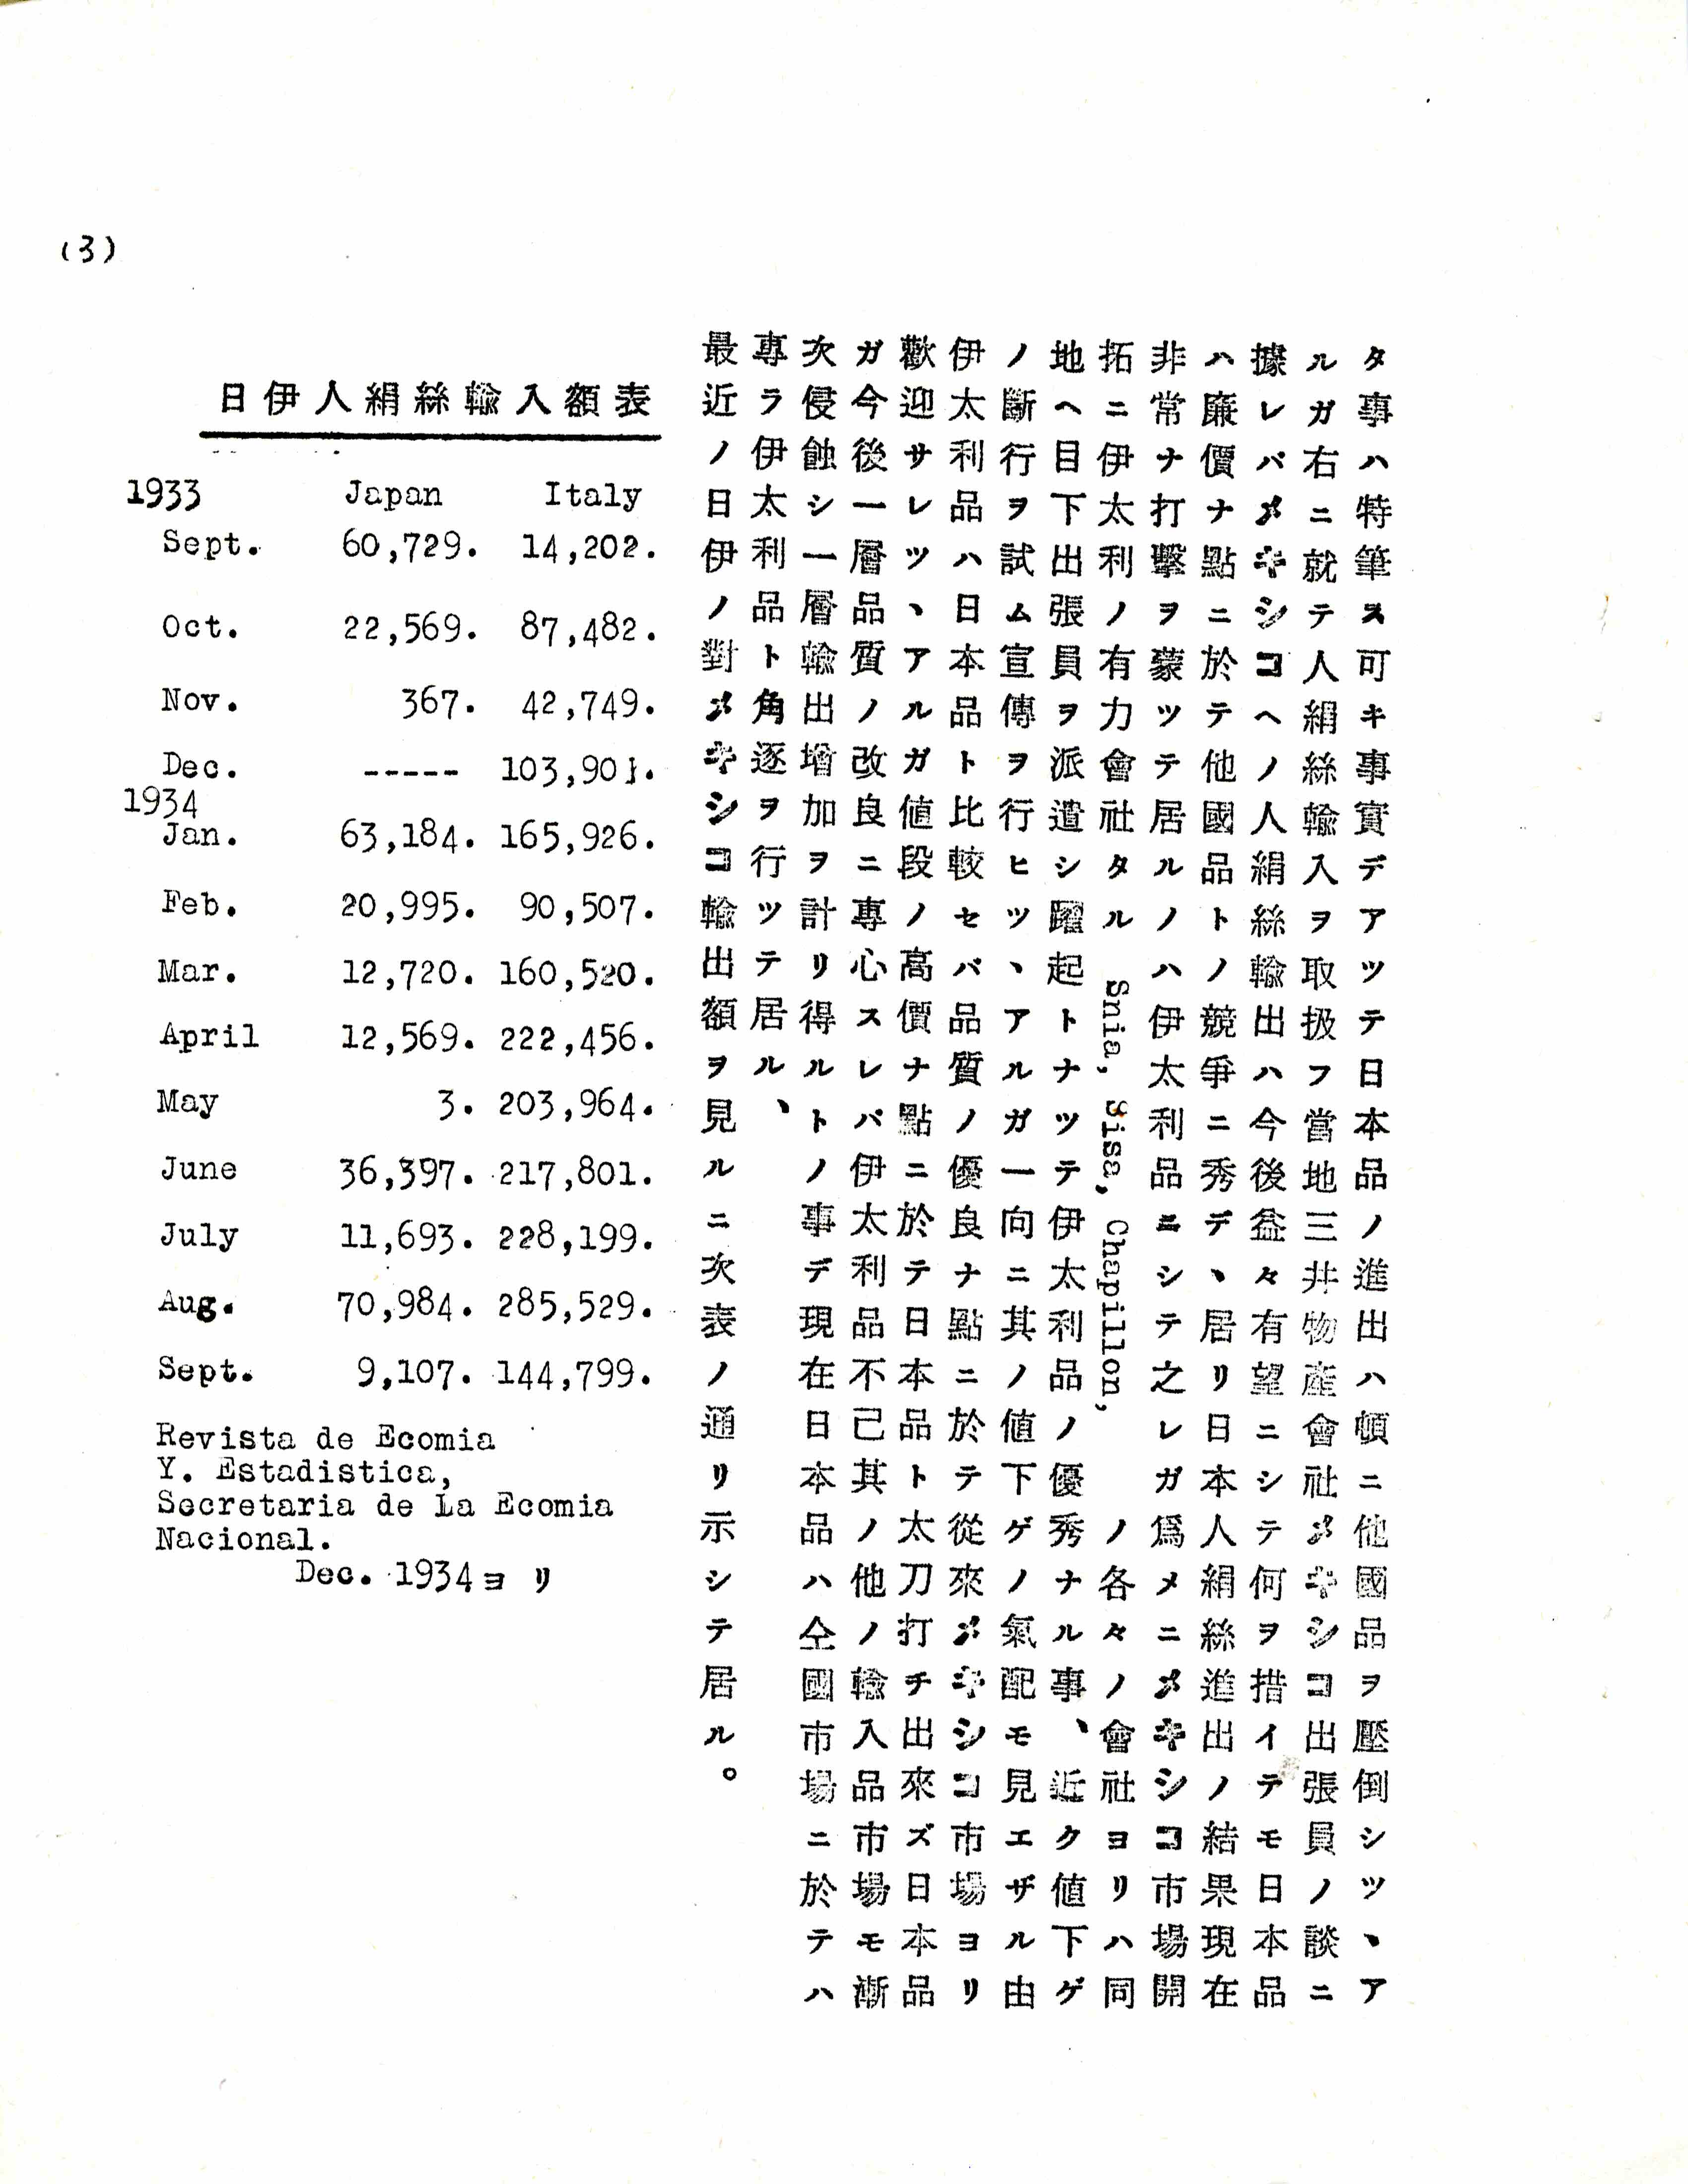 (3)
タ事ハ特筆ス可キ事實デアツテ日本品ノ進出ハ頓ニ他國品ヲ壓倒シツヽア
ルガ右ニ就テ人絹絲輸入ヲ取扱フ當地三井物產會社メキシコ出張員ノ談ニ
據レバメキシコヘノ人絹絲輸出ハ今後益々有望ニシテ何ヲ措イテモ日本品
ハ廉價ナ點ニ於テ他國品トノ競爭ニ秀デヽ居リ日本人絹絲進出ノ結果現在
非常ナ打擊ヲ蒙ツテ居ルノハ伊太利品ニシテ之レガ爲メニメキシコ市場開
拓ニ伊太利ノ有力會社タル Snia, Sisa, Chapillon, ノ各々ノ會社ヨリハ同
地ヘ目下出張員ヲ派遣シ躍起トナツテ伊太利品ノ優秀ナル事、近ク値下ゲ
ノ斷行ヲ試ム宣傳ヲ行ヒツヽアルガ一向ニ其ノ値下ゲノ氣配モ見エザル由
伊太利品ハ日本品ト比較セバ品質ノ優良ナ點ニ於テ從來メキシコ市場ヨリ
歡迎サレツヽアルガ値段ノ高價ナ點ニ於テ日本品ト太刀打チ出來ズ日本品
ガ今後一層品質ノ改良ニ專心スレバ伊太利品不己其ノ他ノ輸入品市場モ漸
次侵蝕シ一層輸出增加ヲ計リ得ルトノ事デ現在日本品ハ仝國市場ニ於テハ
專ラ伊太利品ト角逐ヲ行ツテ居ル、
最近ノ日伊ノ對メキシコ輸出額ヲ見ルニ次表ノ通リ示シテ居ル。
日伊人絹絲輸入額表
1933 Japan Italy
Sept. 60,729. 14,202.
Oct. 22,569. 87,482.
Nov. 367. 42,749.
Dec. ----- 103,901.
1934
Jan. 63,184. 165,926.
Feb. 20,995. 90,507.
Mar. 12,720. 160,520.
April 12,569. 222,456.
May 3. 203,964.
June 36,397. 217,801.
July 11,693. 228,199.
Aug. 70,984. 285,529.
Sept. 9,107. 144,799.
Revista de Ecomia
Y. Estadistica,
Secretaria de La Ecomia
Nacional.
Dec. 1934ヨリ